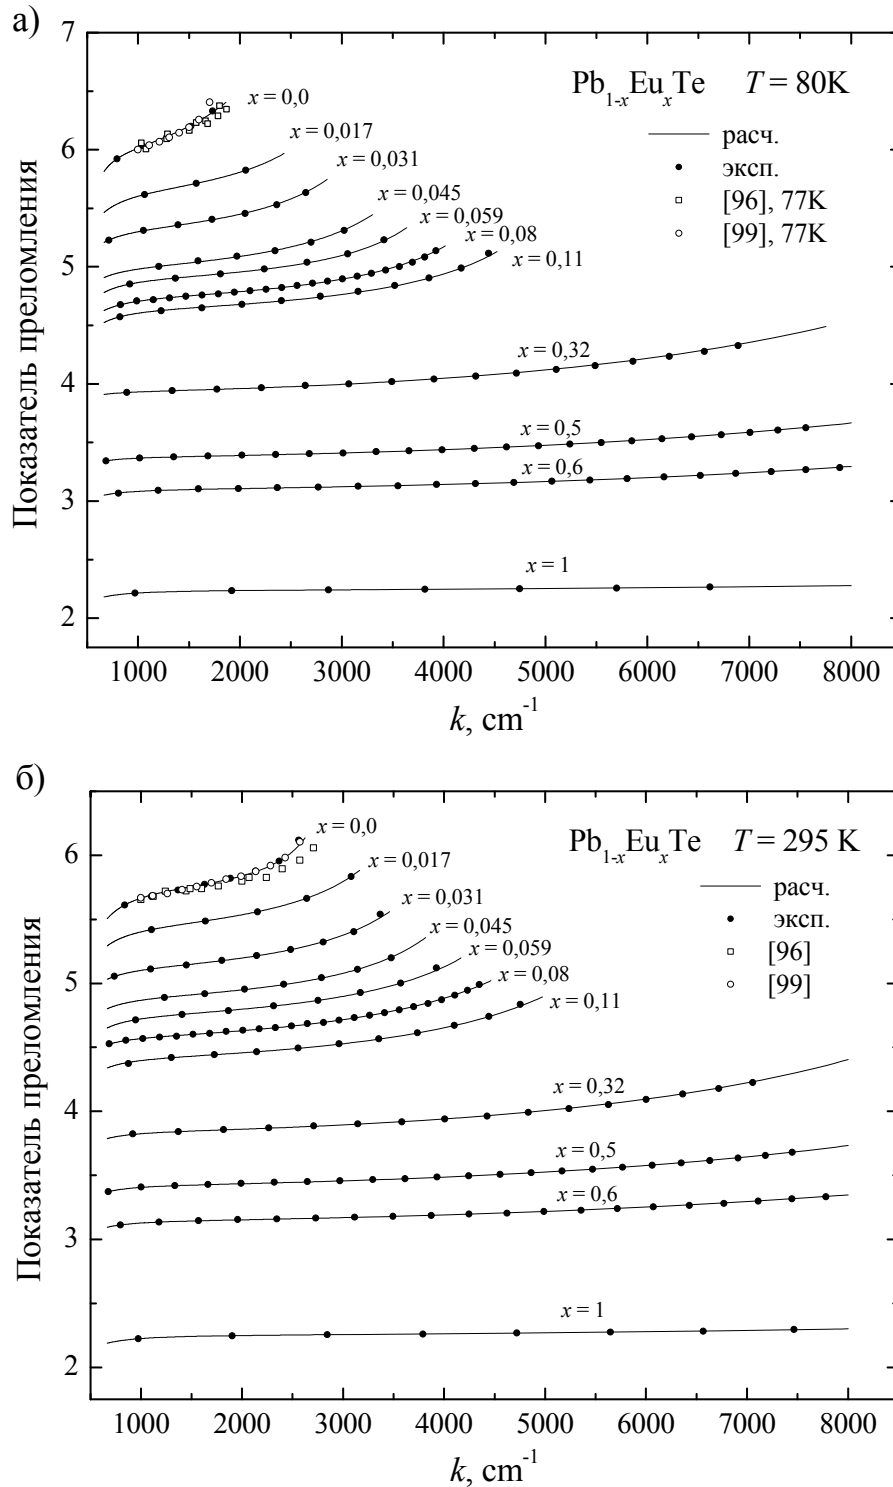 а)
7
6
5
4
3
2
Показатель преломления
Pb1-xEuxTe T = 80K
расч.
эксп.
[96], 77K
[99], 77K
x = 0,0
x = 0,017
x = 0,031
x = 0,045
x = 0,059
x = 0,08
x = 0,11
x = 0,32
x = 0,5
x = 0,6
x = 1
1000 2000 3000 4000 5000 6000 7000 8000
k, cm-1
б)
6
5
4
3
2
Показатель преломления
Pb1-xEuxTe T = 295 K
расч.
эксп.
[96]
[99]
x = 0,0
x = 0,017
x = 0,031
x = 0,045
x = 0,059
x = 0,08
x = 0,11
x = 0,32
x = 0,5
x = 0,6
x = 1
1000 2000 3000 4000 5000 6000 7000 8000
k, cm-1